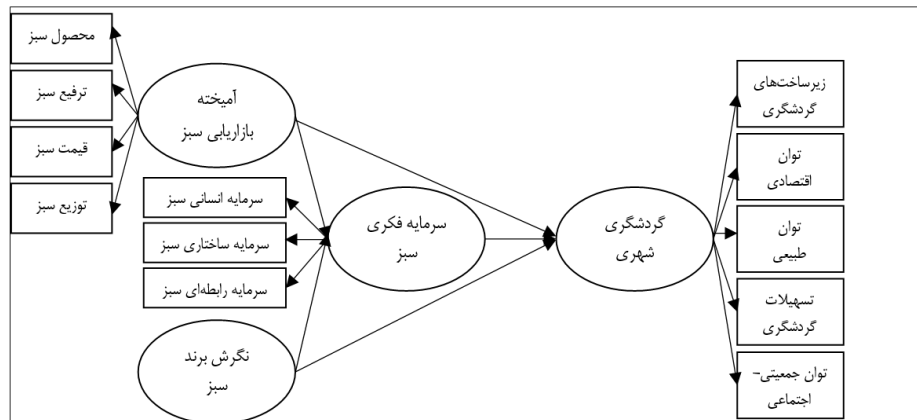 محصول سبز
ترفیع سبز
قیمت سبز
توزیع سبز
آمیخته
بازاریابی سبز
سرمایه انسانی سبز
سرمایه ساختاری سبز
سرمایه رابطه‌ای سبز
نگرش برند
سبز
سرمایه فکری
سبز
گردشگری
شهری
زیرساخت‌های
گردشگری
توان
اقتصادی
توان
طبیعی
تسهیلات
گردشگری
توان جمعیتی-
اجتماعی